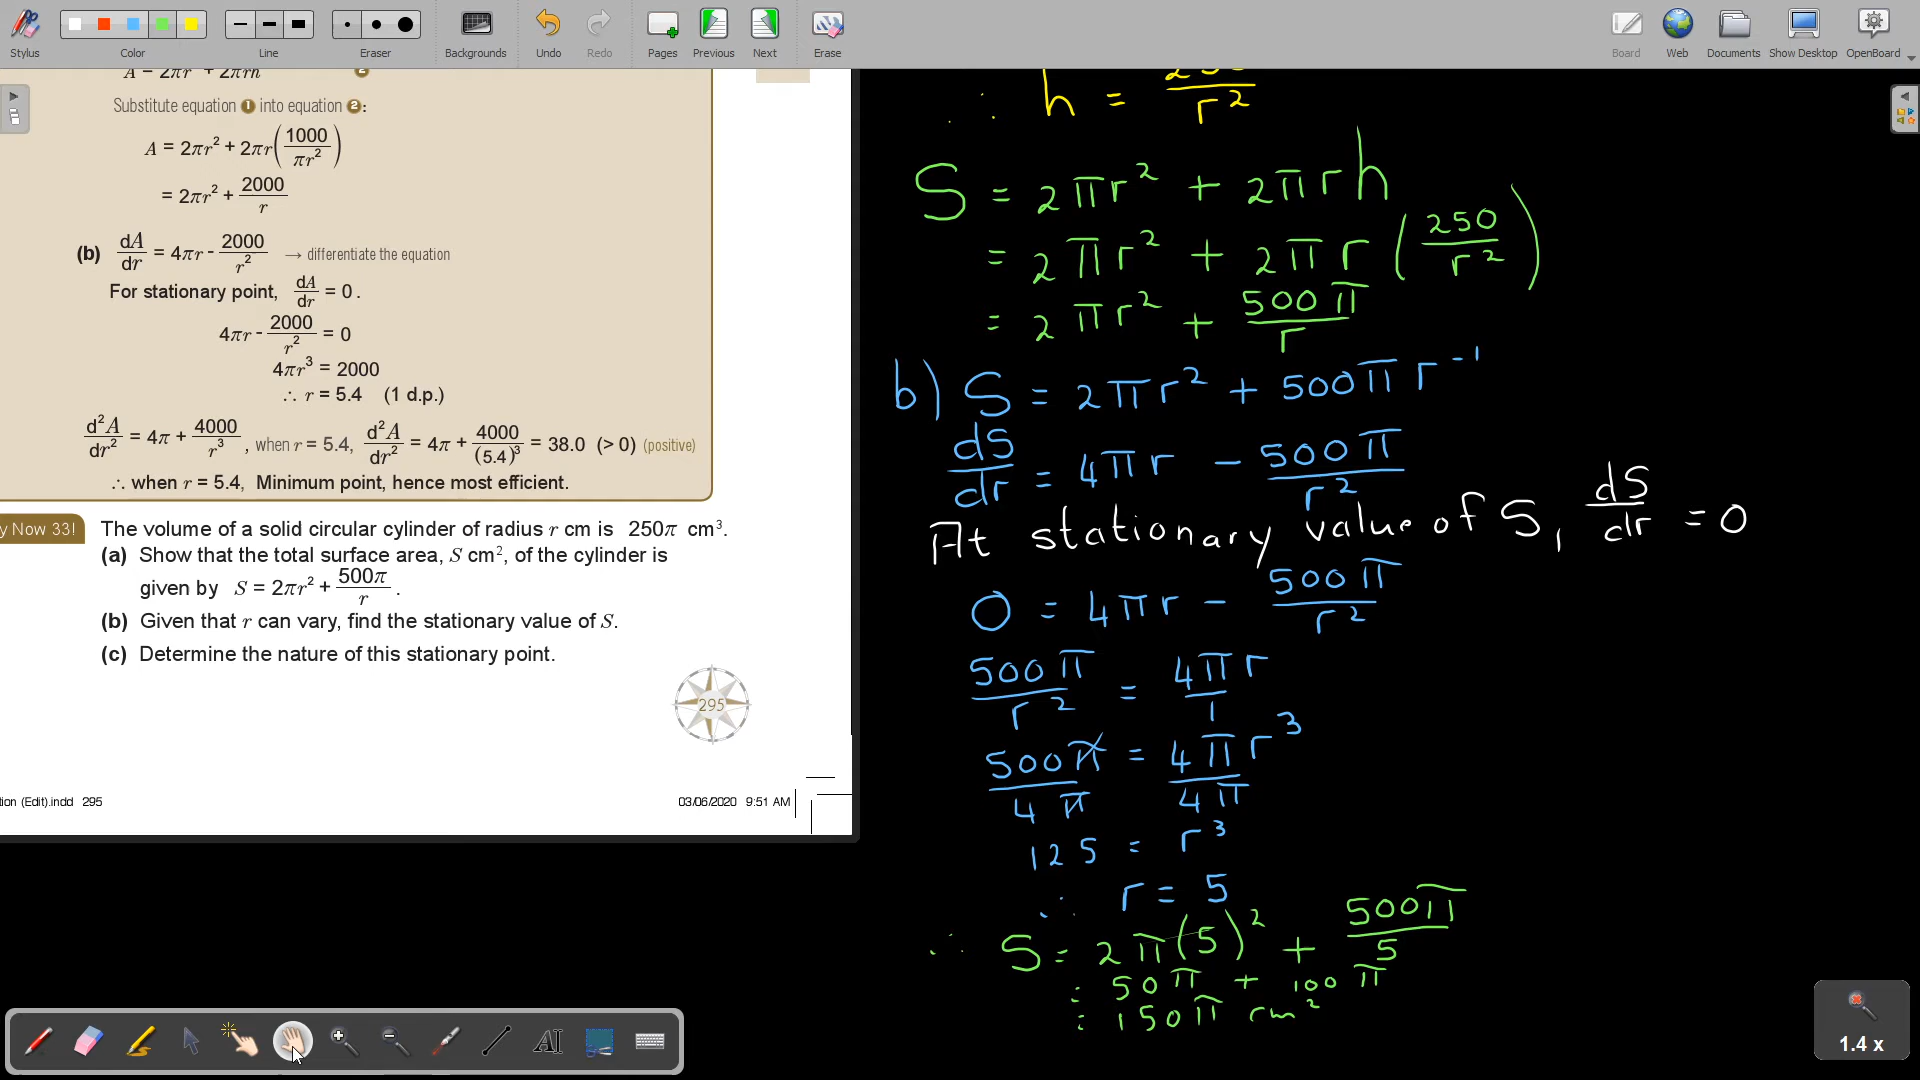 Stylus Color Line Eraser Backgrounds Undo Redo Pages Previous Next Erase Board Web Documents Show Desktop OpenBoard
A = 2πr² + 2πrh ❷
Substitute equation ❶ into equation ❷:
A = 2πr² + 2πr(1000/πr²)
= 2πr² + 2000/r
(b) dA/dr = 4πr - 2000/r² → differentiate the equation
For stationary point, dA/dr = 0 .
4πr - 2000/r² = 0
4πr³ = 2000
∴ r = 5.4 (1 d.p.)
d²A/dr² = 4π + 4000/r³ , when r = 5.4, d²A/dr² = 4π + 4000/(5.4)³ = 38.0 (> 0) (positive)
∴ when r = 5.4, Minimum point, hence most efficient.
y Now 33! The volume of a solid circular cylinder of radius r cm is 250π cm³.
(a) Show that the total surface area, S cm², of the cylinder is
given by S = 2πr² + 500π/r .
(b) Given that r can vary, find the stationary value of S.
(c) Determine the nature of this stationary point.
295
tion (Edit).indd 295
03/06/2020 9:51 AM
∴ h = 250/r²
S = 2πr² + 2πrh
= 2πr² + 2πr(250/r²)
= 2πr² + 500π/r
b) S = 2πr² + 500πr⁻¹
dS/dr = 4πr - 500π/r²
At stationary value of S, dS/dr = 0
0 = 4πr - 500π/r²
500π/r² = 4πr/1
500π/4π = 4πr³/4π
125 = r³
∴ r = 5
∴ S = 2π(5)² + 500π/5
= 50π + 100π
= 150π cm²
1.4 x